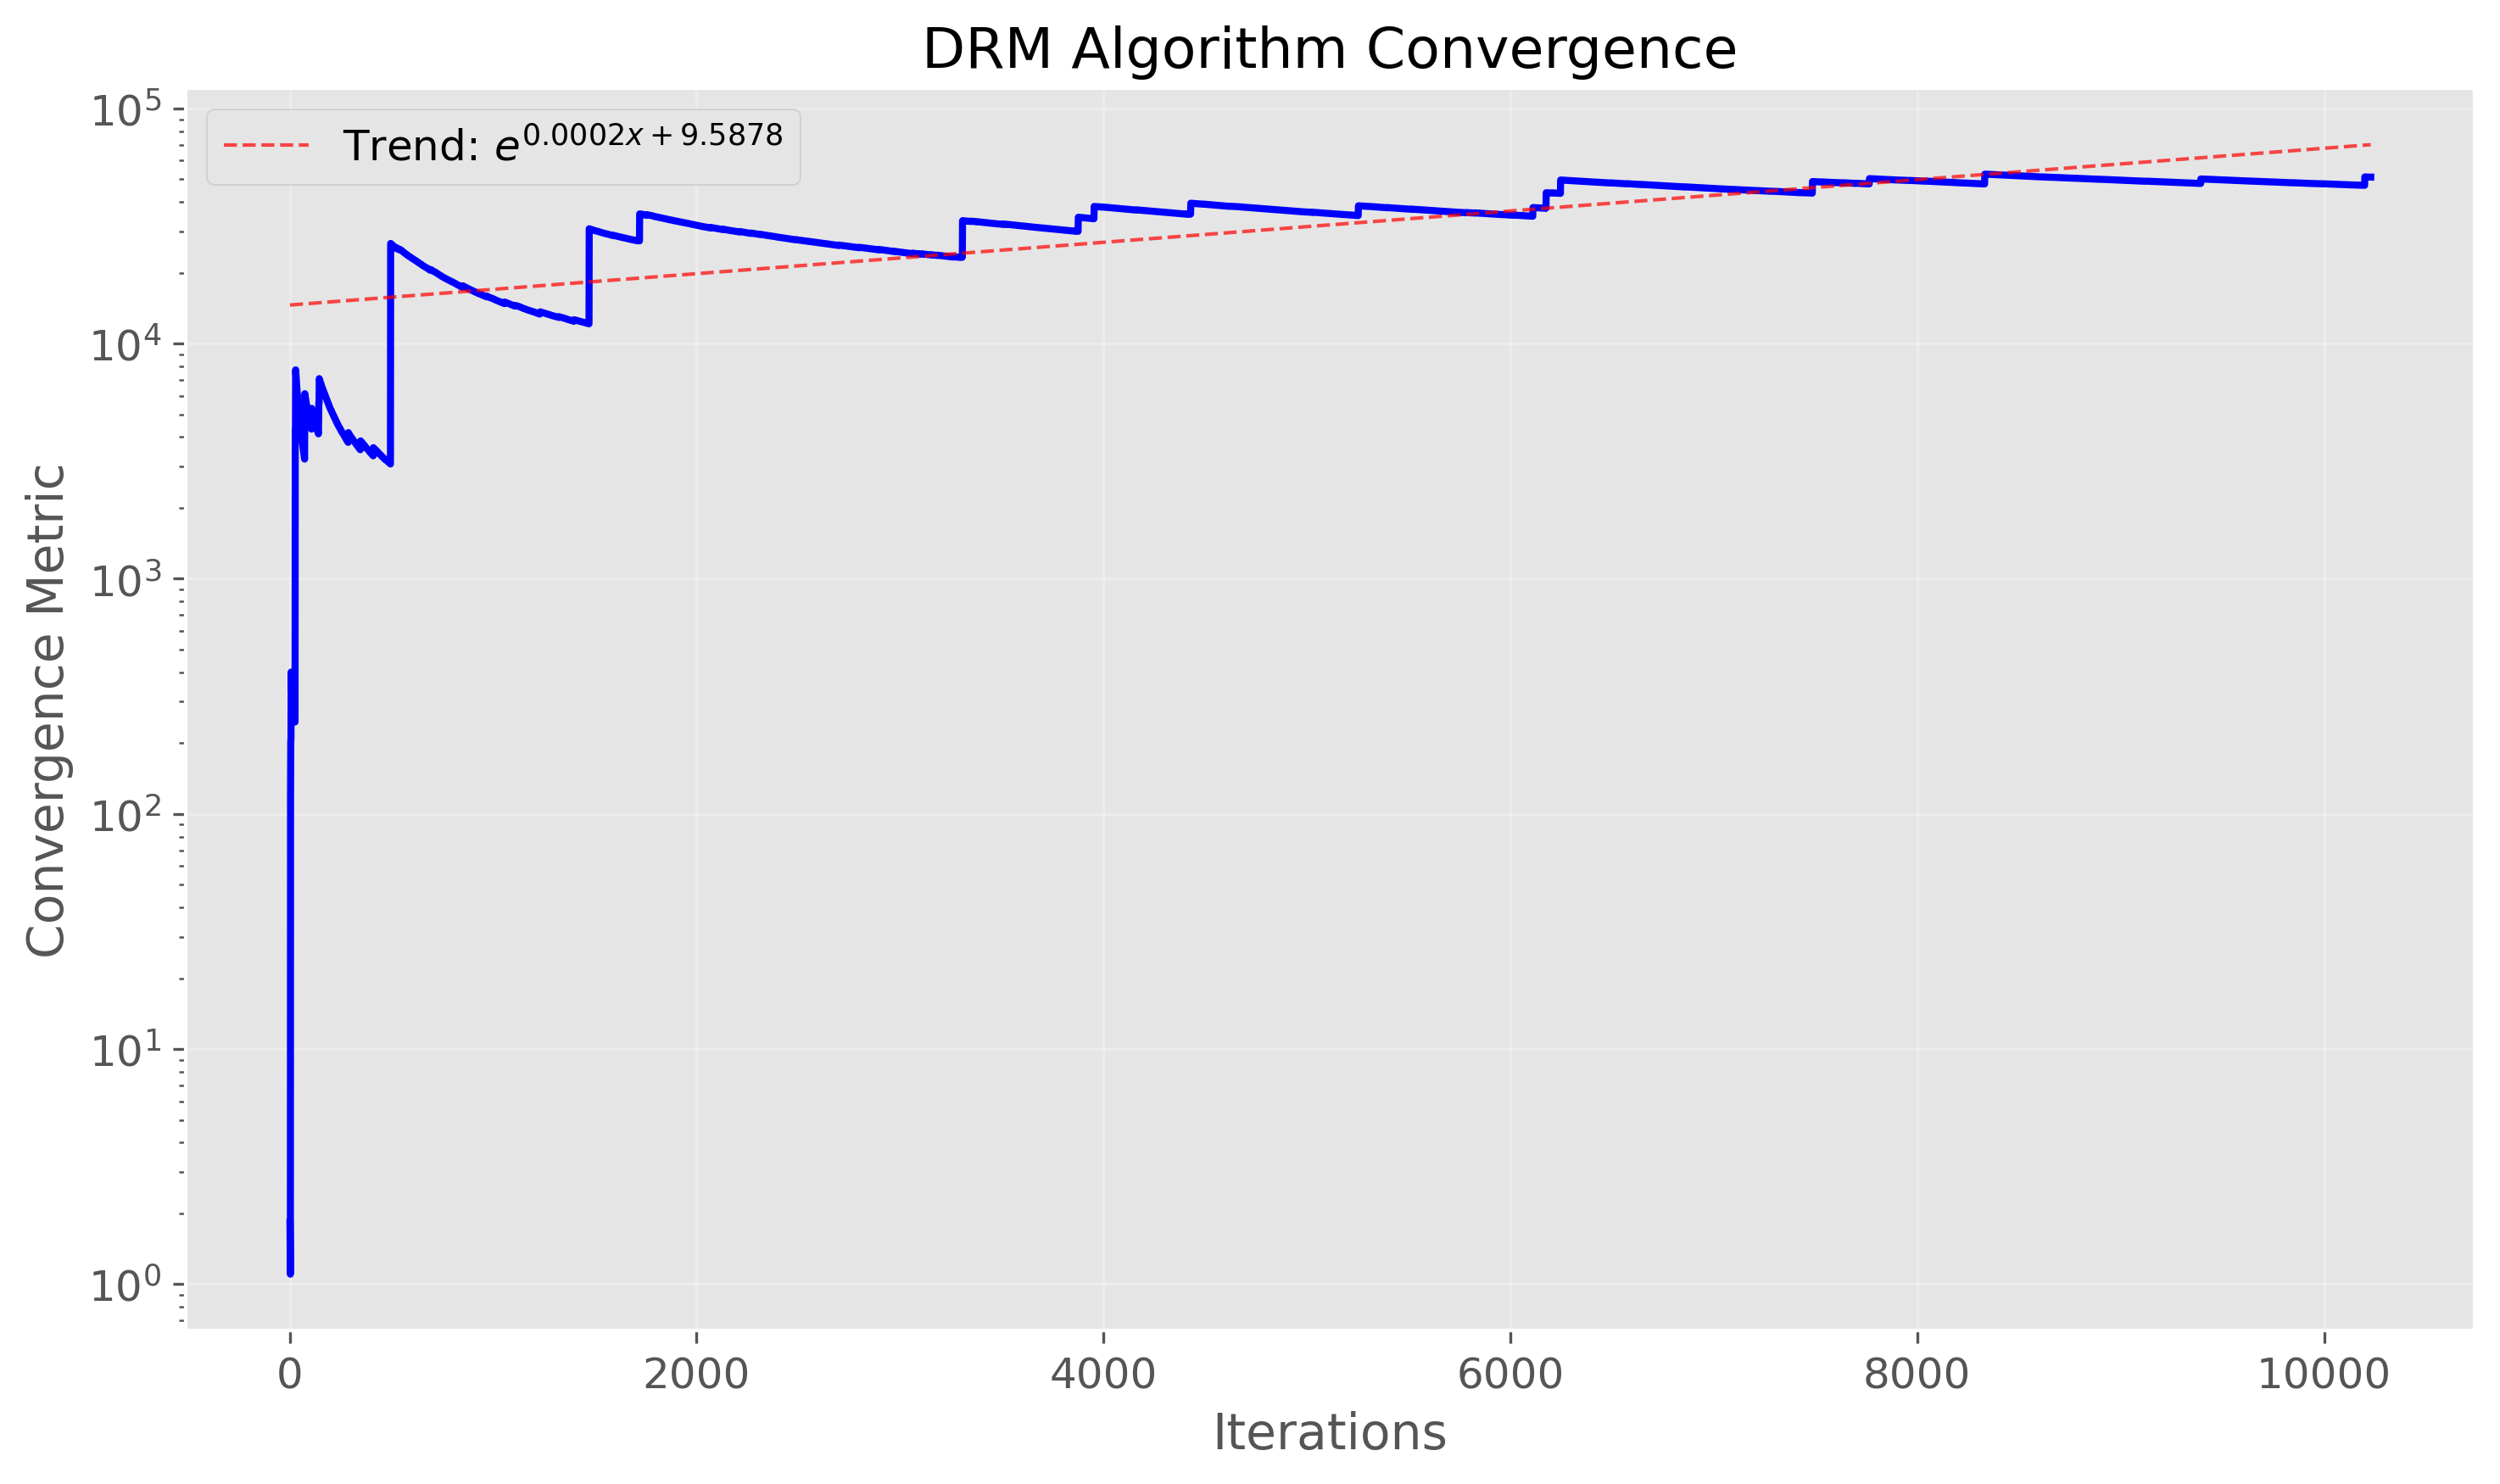 DRM Algorithm Convergence
Trend: e^0.0002x + 9.5878
Convergence Metric
10^5
10^4
10^3
10^2
10^1
10^0
0 2000 4000 6000 8000 10000
Iterations